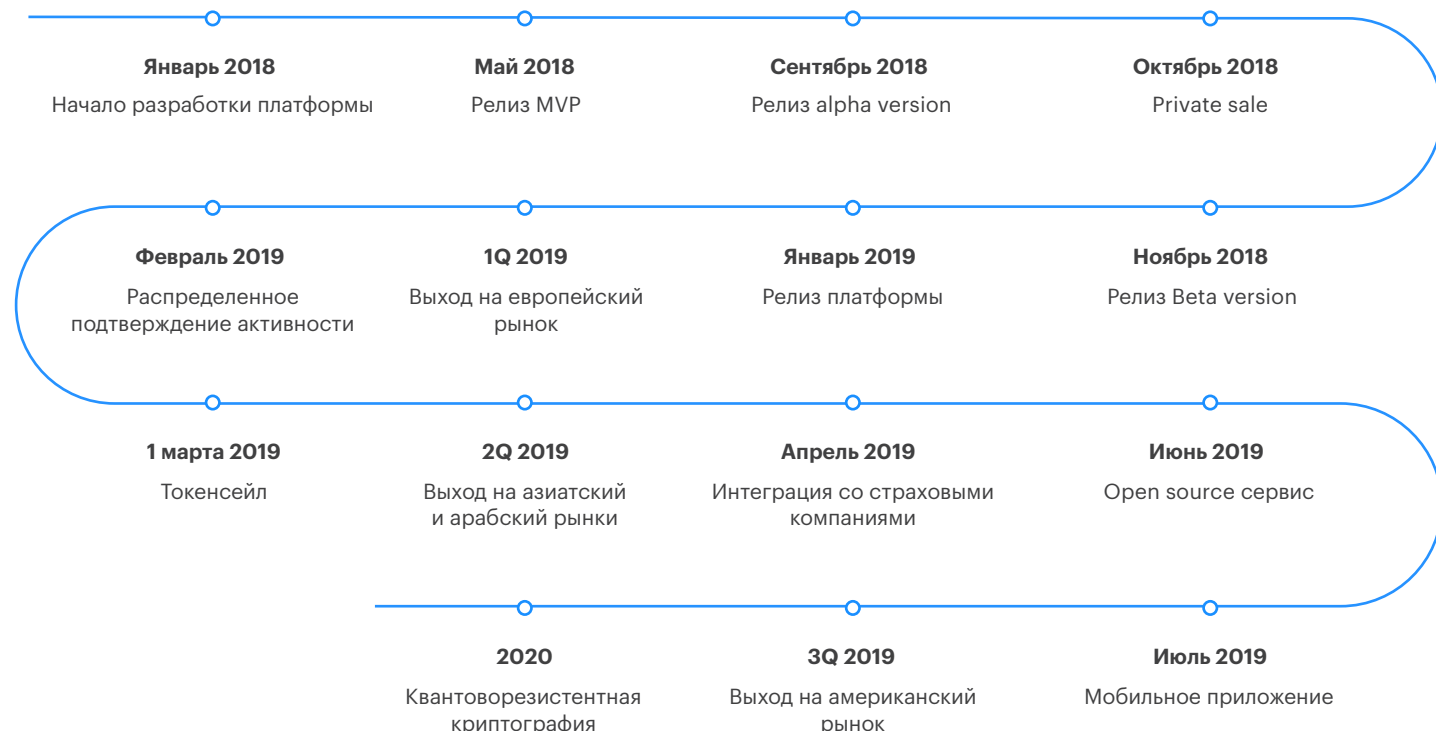 Январь 2018
Начало разработки платформы
Май 2018
Релиз MVP
Сентябрь 2018
Релиз alpha version
Октябрь 2018
Private sale
Февраль 2019
Распределенное
подтверждение активности
1Q 2019
Выход на европейский
рынок
Январь 2019
Релиз платформы
Ноябрь 2018
Релиз Beta version
1 марта 2019
Токенсейл
2Q 2019
Выход на азиатский
и арабский рынки
Апрель 2019
Интеграция со страховыми
компаниями
Июнь 2019
Open source сервис
2020
Квантоворезистентная
криптография
3Q 2019
Выход на американский
рынок
Июль 2019
Мобильное приложение